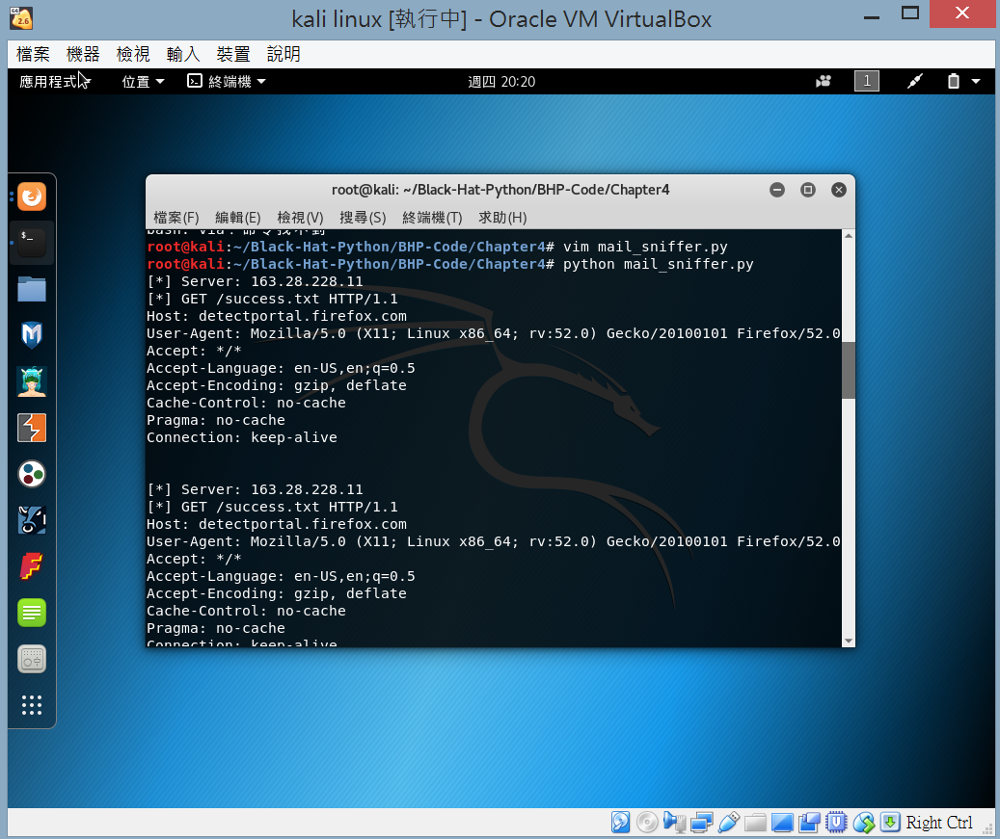 kali linux [執行中] - Oracle VM VirtualBox
檔案 機器 檢視 輸入 裝置 說明
應用程式 位置 終端機 週四 20:20 1
root@kali: ~/Black-Hat-Python/BHP-Code/Chapter4
檔案(F) 編輯(E) 檢視(V) 搜尋(S) 終端機(T) 求助(H)
bash: via：命令找不到
root@kali:~/Black-Hat-Python/BHP-Code/Chapter4# vim mail_sniffer.py
root@kali:~/Black-Hat-Python/BHP-Code/Chapter4# python mail_sniffer.py
[*] Server: 163.28.228.11
[*] GET /success.txt HTTP/1.1
Host: detectportal.firefox.com
User-Agent: Mozilla/5.0 (X11; Linux x86_64; rv:52.0) Gecko/20100101 Firefox/52.0
Accept: */*
Accept-Language: en-US,en;q=0.5
Accept-Encoding: gzip, deflate
Cache-Control: no-cache
Pragma: no-cache
Connection: keep-alive
[*] Server: 163.28.228.11
[*] GET /success.txt HTTP/1.1
Host: detectportal.firefox.com
User-Agent: Mozilla/5.0 (X11; Linux x86_64; rv:52.0) Gecko/20100101 Firefox/52.0
Accept: */*
Accept-Language: en-US,en;q=0.5
Accept-Encoding: gzip, deflate
Cache-Control: no-cache
Pragma: no-cache
Connection: keep-alive
Right Ctrl